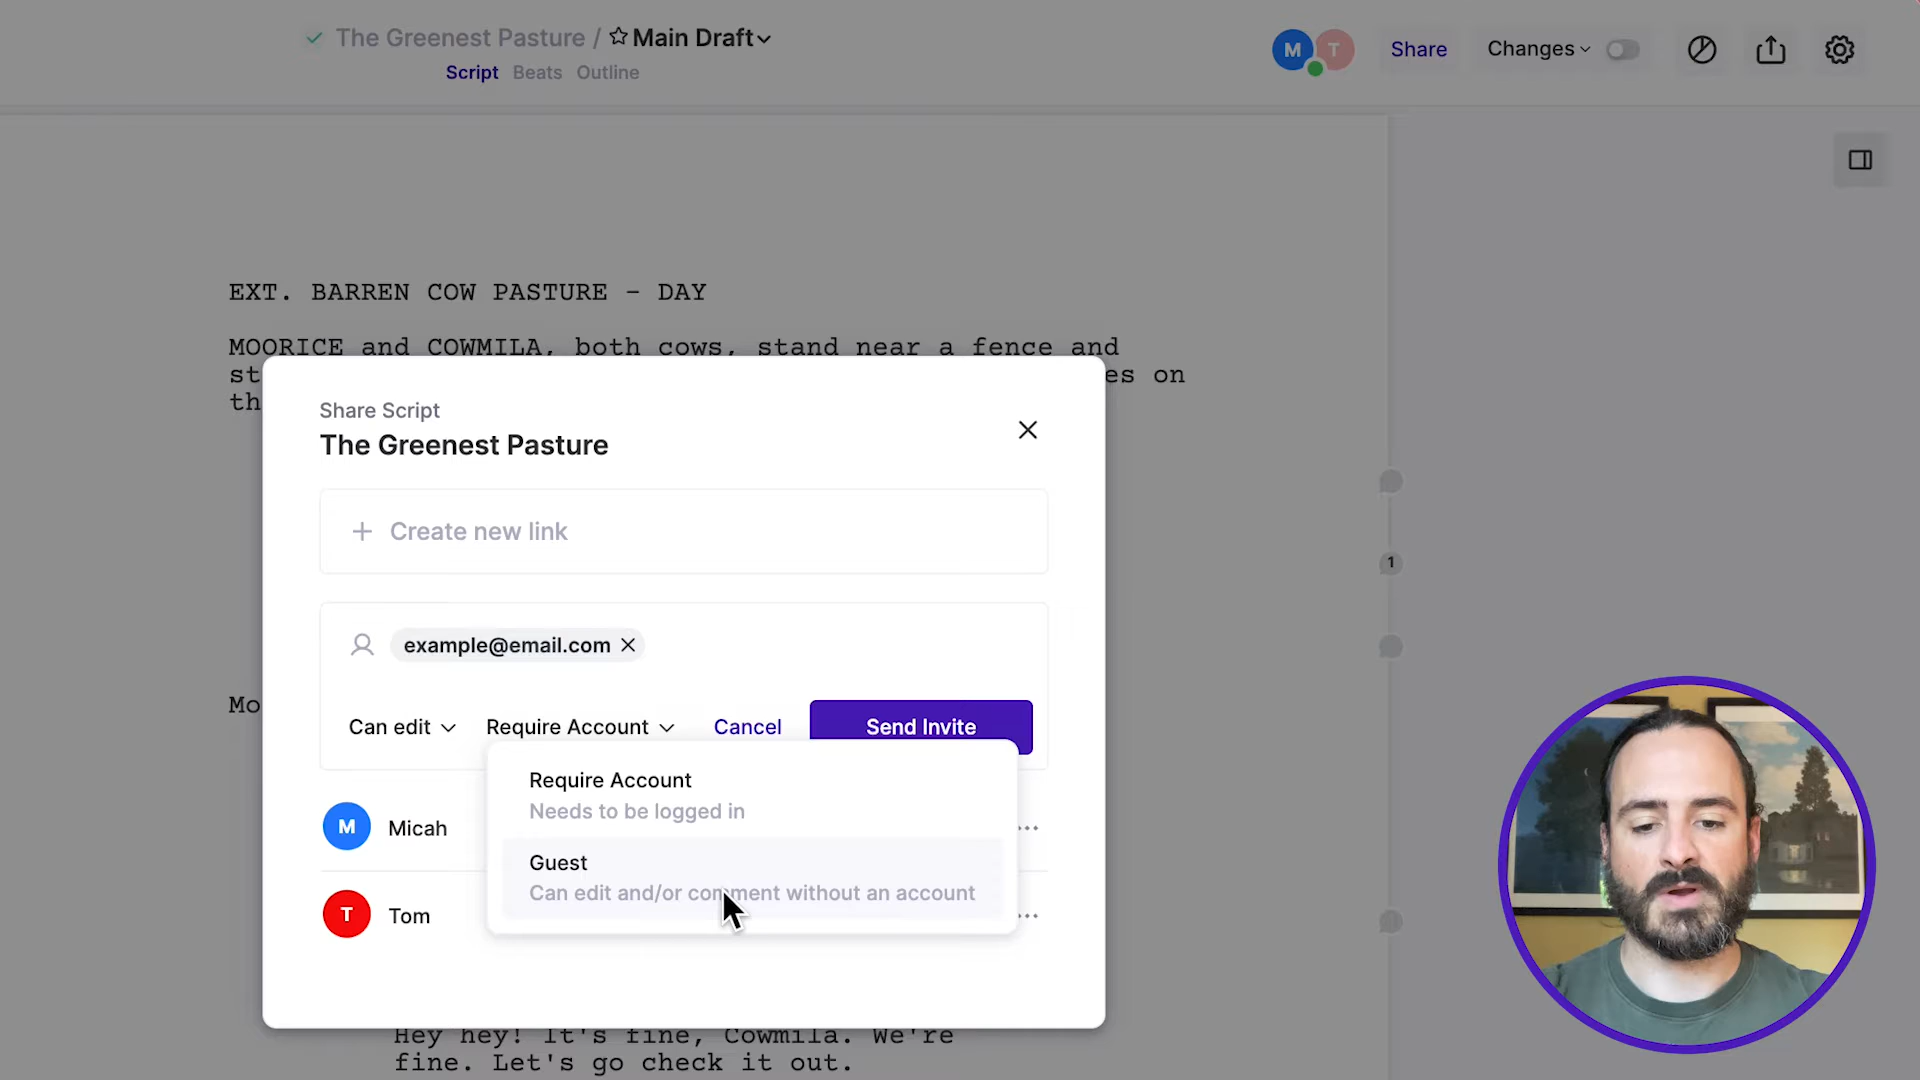 The Greenest Pasture / Main Draft
Script Beats Outline
M T Share Changes
EXT. BARREN COW PASTURE - DAY
MOORICE and COWMILA, both cows, stand near a fence and
st es on
th
Share Script
The Greenest Pasture
+ Create new link
1
example@email.com
Mo
Can edit Require Account Cancel Send Invite
Require Account
Needs to be logged in
M Micah
Guest
Can edit and/or comment without an account
T Tom
Hey hey! It's fine, Cowmila. We're
fine. Let's go check it out.